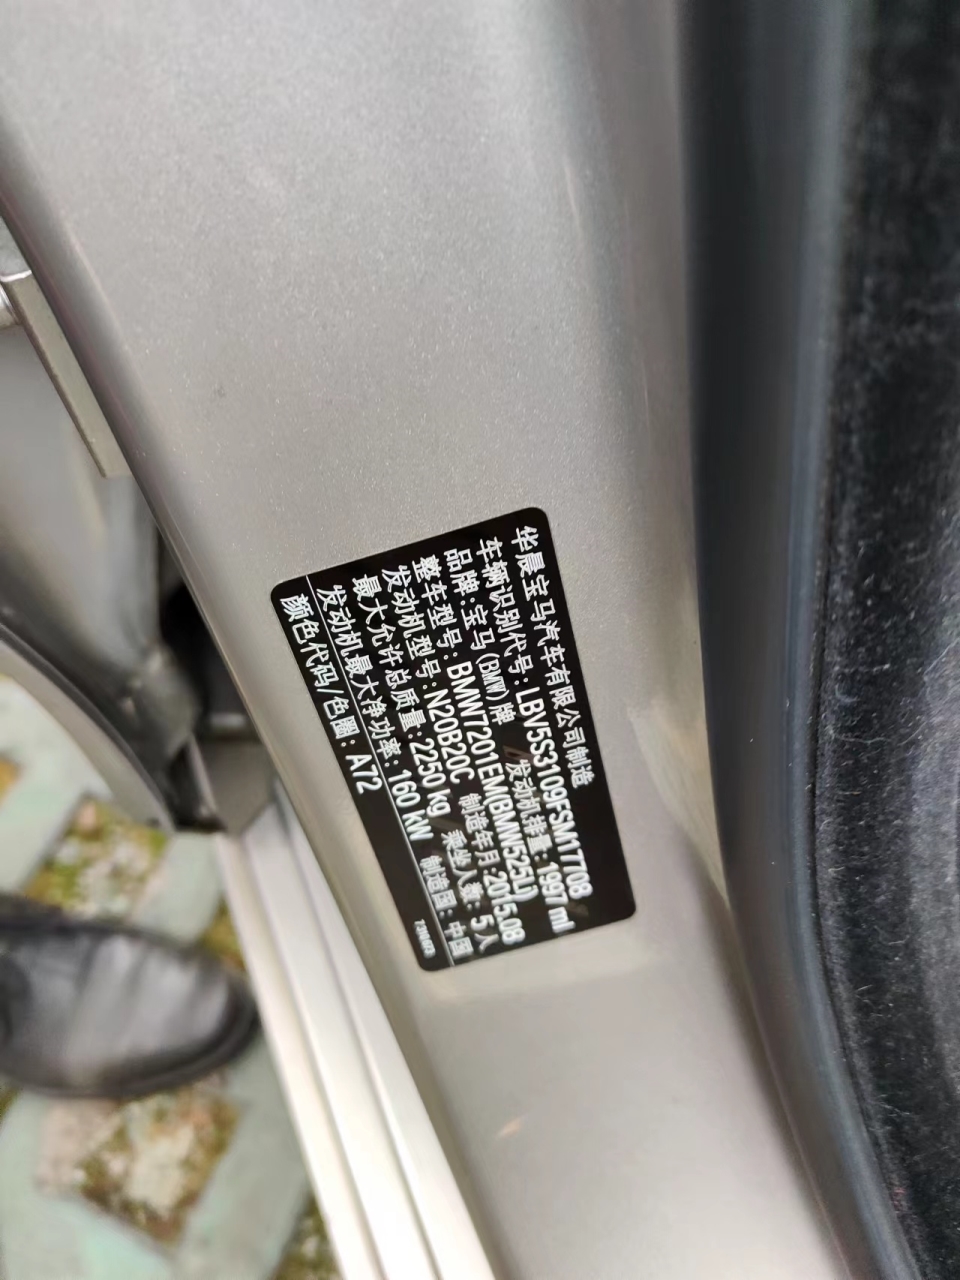 华晨宝马汽车有限公司制造
车辆识别代号: LBV5S3109FSM17708
品牌: 宝马(BMW)牌 发动机排量: 1997 ml
整车型号: BMW7201EM(BMW525Li)
发动机型号: N20B20C 制造年月: 2015.08
最大允许总质量: 2250 kg 乘坐人数: 5人
发动机最大净功率: 160 kW 制造国: 中国
颜色代码/色圈: A72